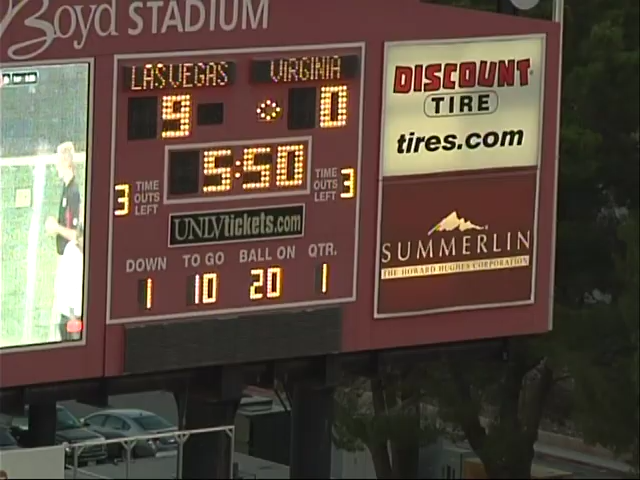 Boyd STADIUM
LAS VEGAS VIRGINIA
9 0
5:50
3 TIME OUTS LEFT
TIME OUTS LEFT 3
UNLVtickets.com
DOWN TO GO BALL ON QTR.
1 10 20 1
DISCOUNT
TIRE
tires.com
SUMMERLIN
THE HOWARD HUGHES CORPORATION